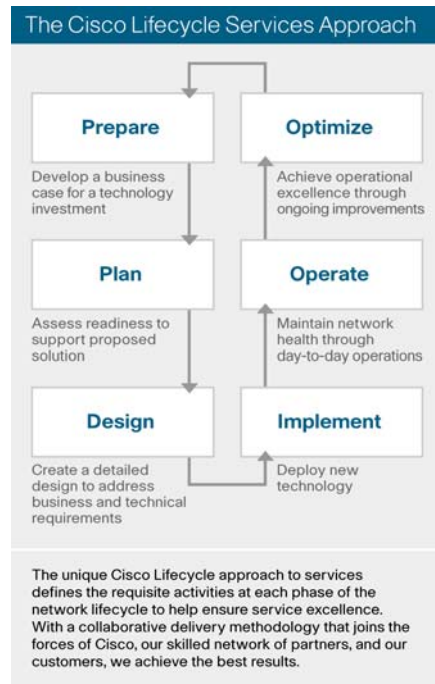 The Cisco Lifecycle Services Approach
Prepare
Develop a business
case for a technology
investment
Plan
Assess readiness to
support proposed
solution
Design
Create a detailed
design to address
business and technical
requirements
Implement
Deploy new
technology
Operate
Maintain network
health through
day-to-day operations
Optimize
Achieve operational
excellence through
ongoing improvements
The unique Cisco Lifecycle approach to services
defines the requisite activities at each phase of the
network lifecycle to help ensure service excellence.
With a collaborative delivery methodology that joins the
forces of Cisco, our skilled network of partners, and our
customers, we achieve the best results.